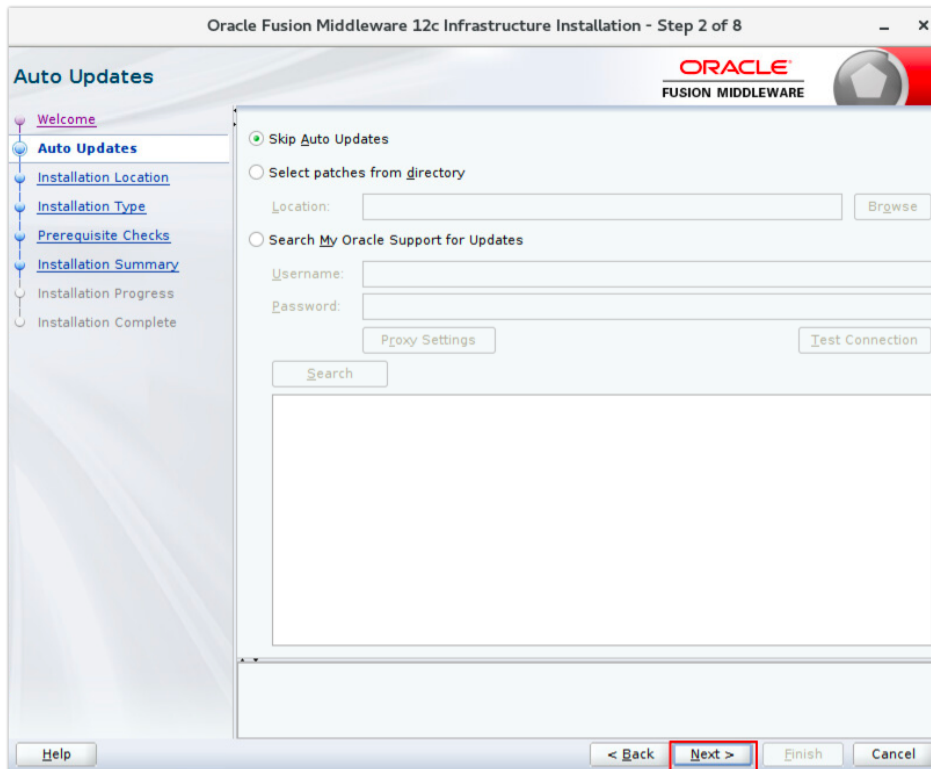 Oracle Fusion Middleware 12c Infrastructure Installation - Step 2 of 8
Auto Updates
ORACLE
FUSION MIDDLEWARE
Welcome
Auto Updates
Installation Location
Installation Type
Prerequisite Checks
Installation Summary
Installation Progress
Installation Complete
Skip Auto Updates
Select patches from directory
Location:
Browse
Search My Oracle Support for Updates
Username:
Password:
Proxy Settings
Test Connection
Search
Help
< Back
Next >
Finish
Cancel